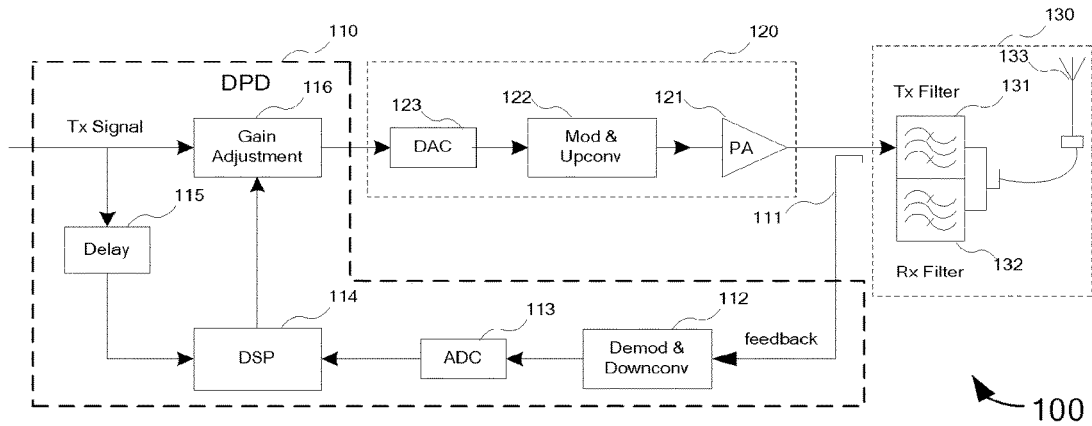 110
120
130
DPD
116
123
122
121
133
Tx Filter
131
Tx Signal
Gain
Adjustment
DAC
Mod &
Upconv
PA
115
111
Delay
Rx Filter
132
114
113
112
feedback
DSP
ADC
Demod &
Downconv
100